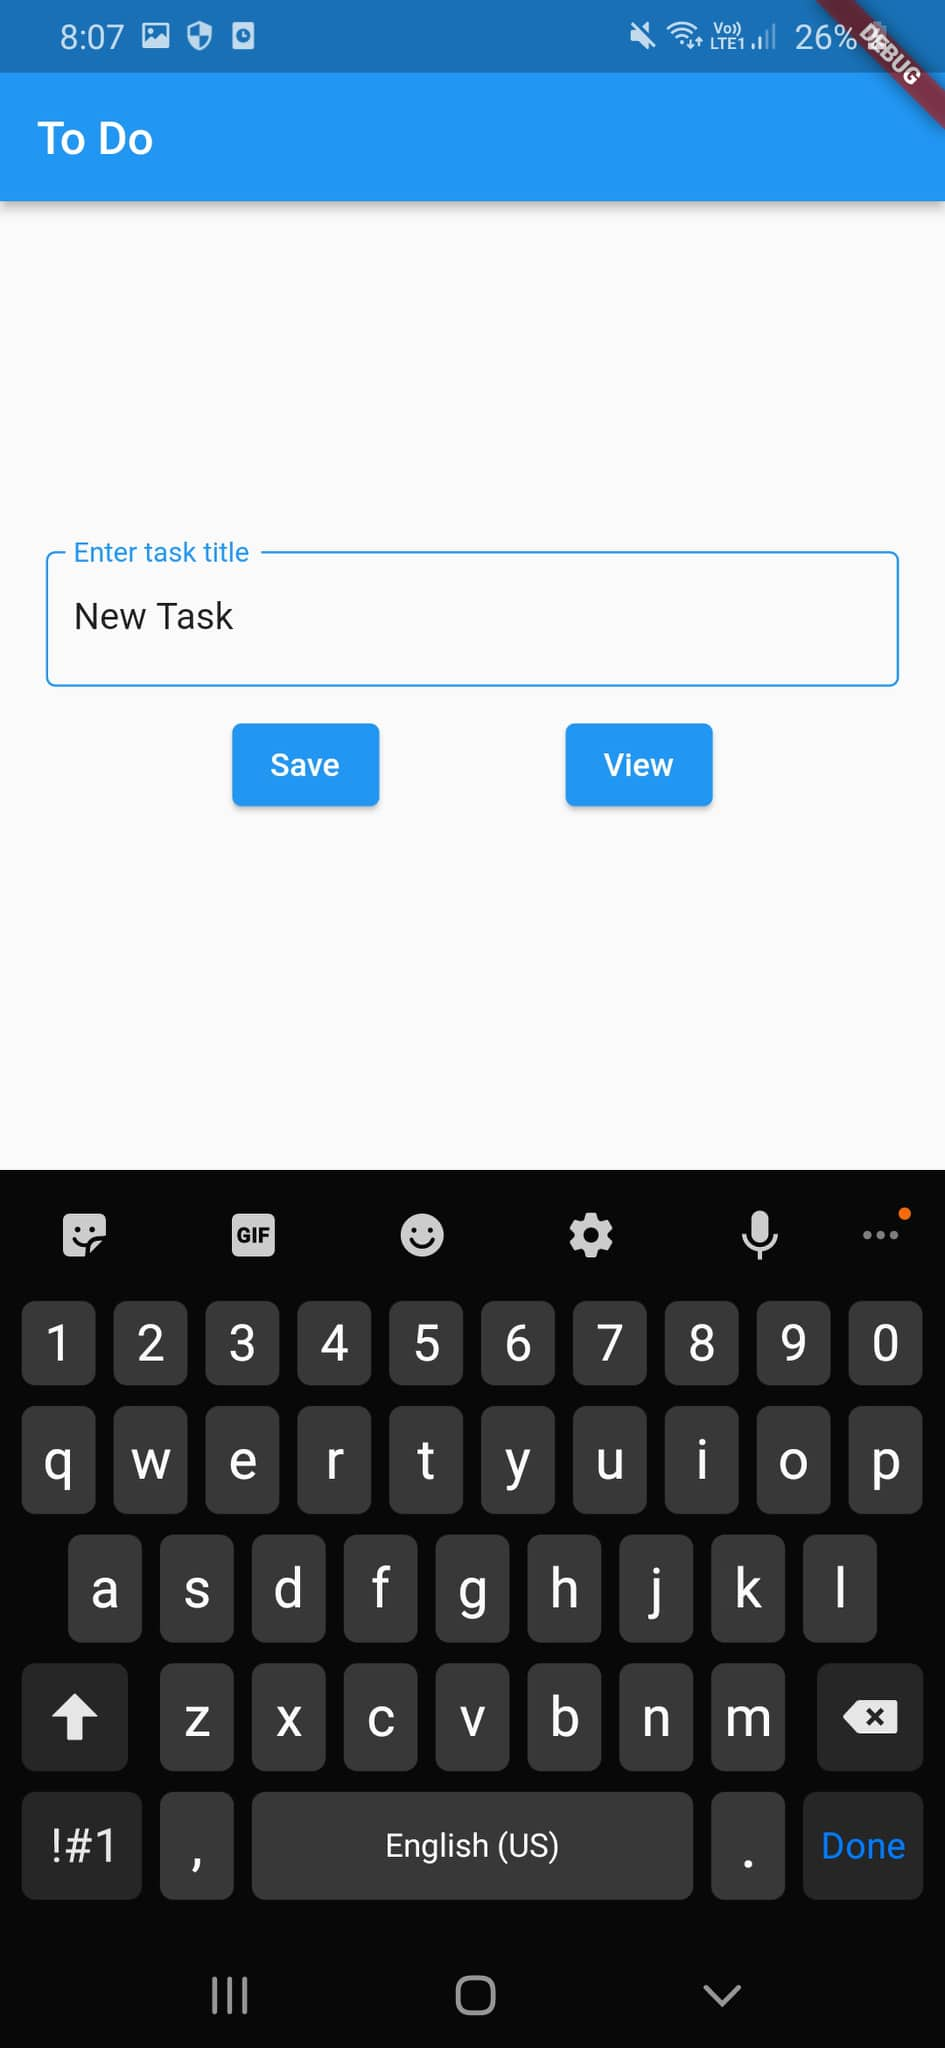 8:07 Vo)) LTE1 26%
DEBUG
To Do
Enter task title
New Task
Save View
GIF
1 2 3 4 5 6 7 8 9 0
q w e r t y u i o p
a s d f g h j k l
z x c v b n m
!#1 , English (US) . Done